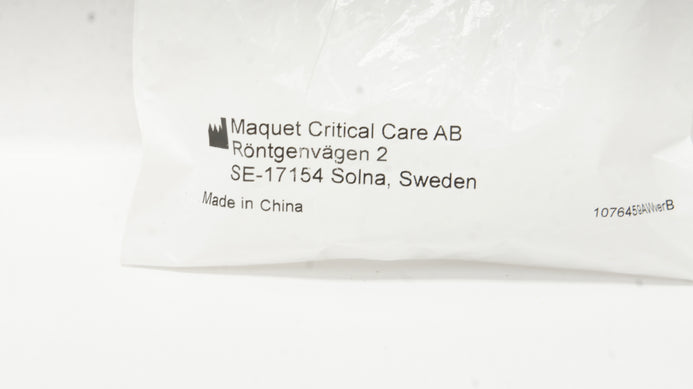 Maquet Critical Care AB
Röntgenvägen 2
SE-17154 Solna, Sweden
Made in China